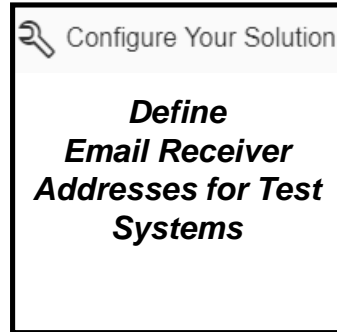 Configure Your Solution
Define
Email Receiver
Addresses for Test
Systems